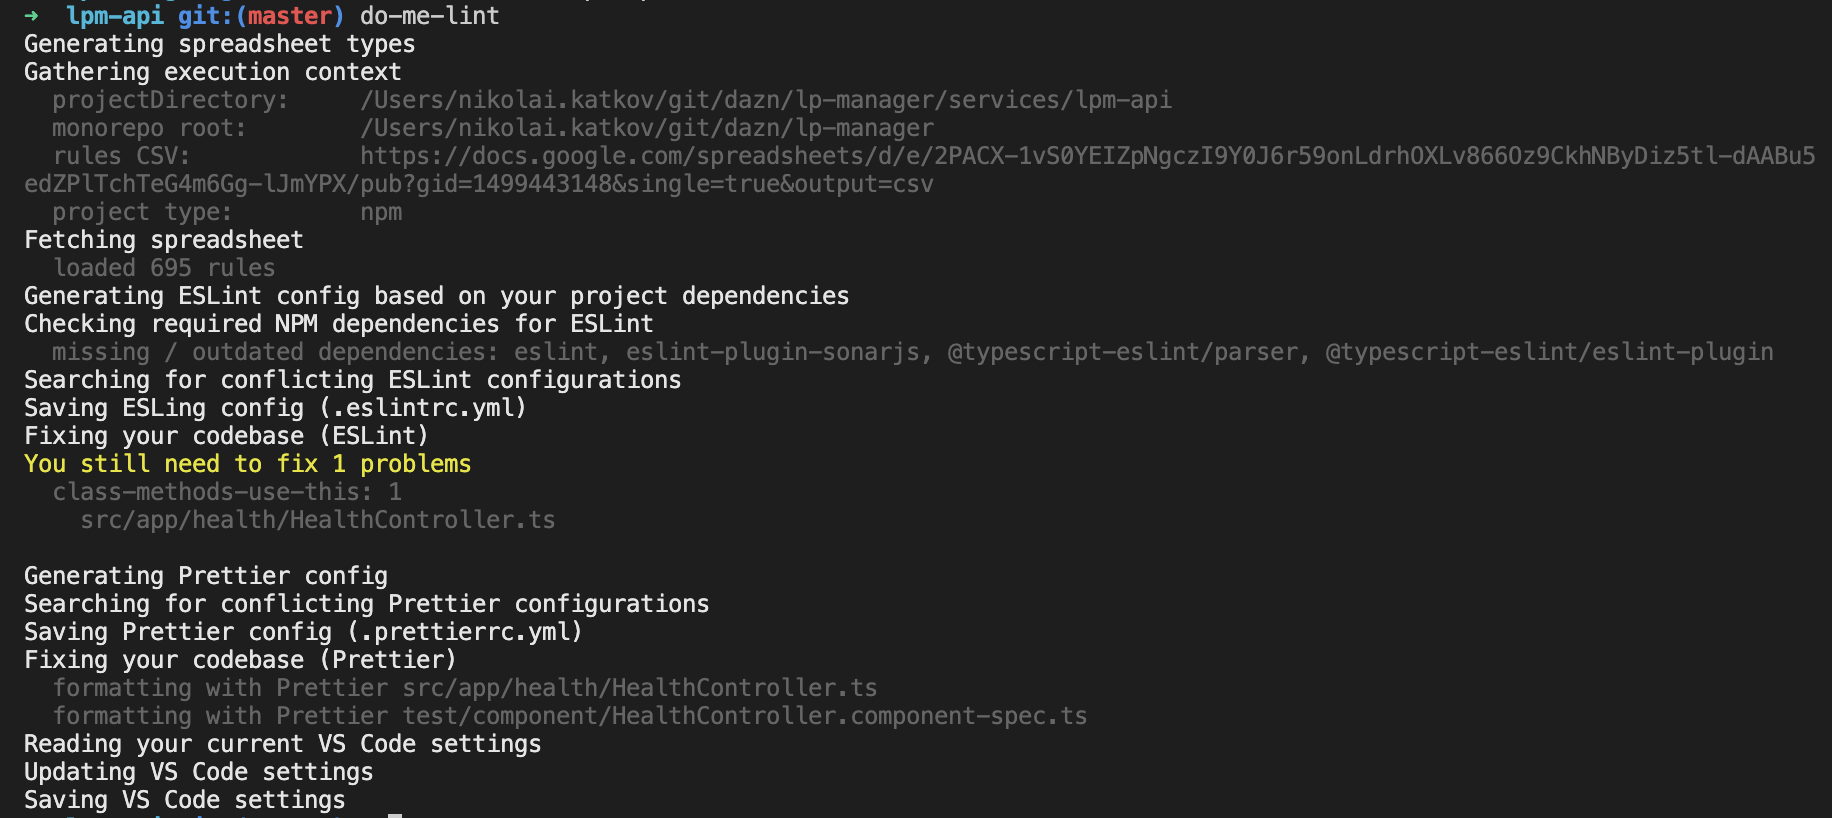 ➜  lpm-api git:(master) do-me-lint
Generating spreadsheet types
Gathering execution context
  projectDirectory:     /Users/nikolai.katkov/git/dazn/lp-manager/services/lpm-api
  monorepo root:        /Users/nikolai.katkov/git/dazn/lp-manager
  rules CSV:            https://docs.google.com/spreadsheets/d/e/2PACX-1vS0YEIZpNgczI9Y0J6r59onLdrhOXLv866Oz9CkhNByDiz5tl-dAABu5
edZPlTchTeG4m6Gg-lJmYPX/pub?gid=1499443148&single=true&output=csv
  project type:         npm
Fetching spreadsheet
  loaded 695 rules
Generating ESLint config based on your project dependencies
Checking required NPM dependencies for ESLint
  missing / outdated dependencies: eslint, eslint-plugin-sonarjs, @typescript-eslint/parser, @typescript-eslint/eslint-plugin
Searching for conflicting ESLint configurations
Saving ESLing config (.eslintrc.yml)
Fixing your codebase (ESLint)
You still need to fix 1 problems
  class-methods-use-this: 1
    src/app/health/HealthController.ts
Generating Prettier config
Searching for conflicting Prettier configurations
Saving Prettier config (.prettierrc.yml)
Fixing your codebase (Prettier)
  formatting with Prettier src/app/health/HealthController.ts
  formatting with Prettier test/component/HealthController.component-spec.ts
Reading your current VS Code settings
Updating VS Code settings
Saving VS Code settings